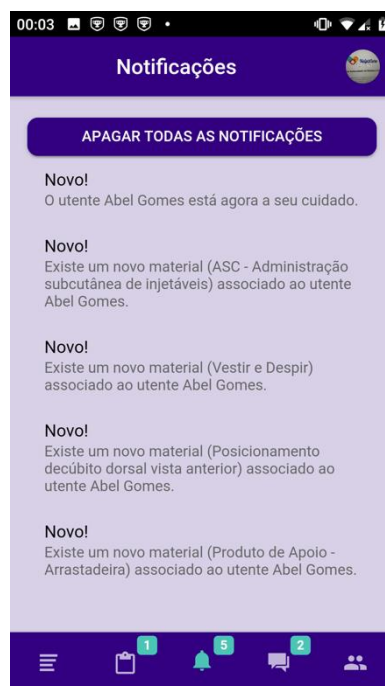 00:03
Notificações
APAGAR TODAS AS NOTIFICAÇÕES
Novo!
O utente Abel Gomes está agora a seu cuidado.
Novo!
Existe um novo material (ASC - Administração
subcutânea de injetáveis) associado ao utente
Abel Gomes.
Novo!
Existe um novo material (Vestir e Despir)
associado ao utente Abel Gomes.
Novo!
Existe um novo material (Posicionamento
decúbito dorsal vista anterior) associado ao
utente Abel Gomes.
Novo!
Existe um novo material (Produto de Apoio -
Arrastadeira) associado ao utente Abel Gomes.
1 5 2